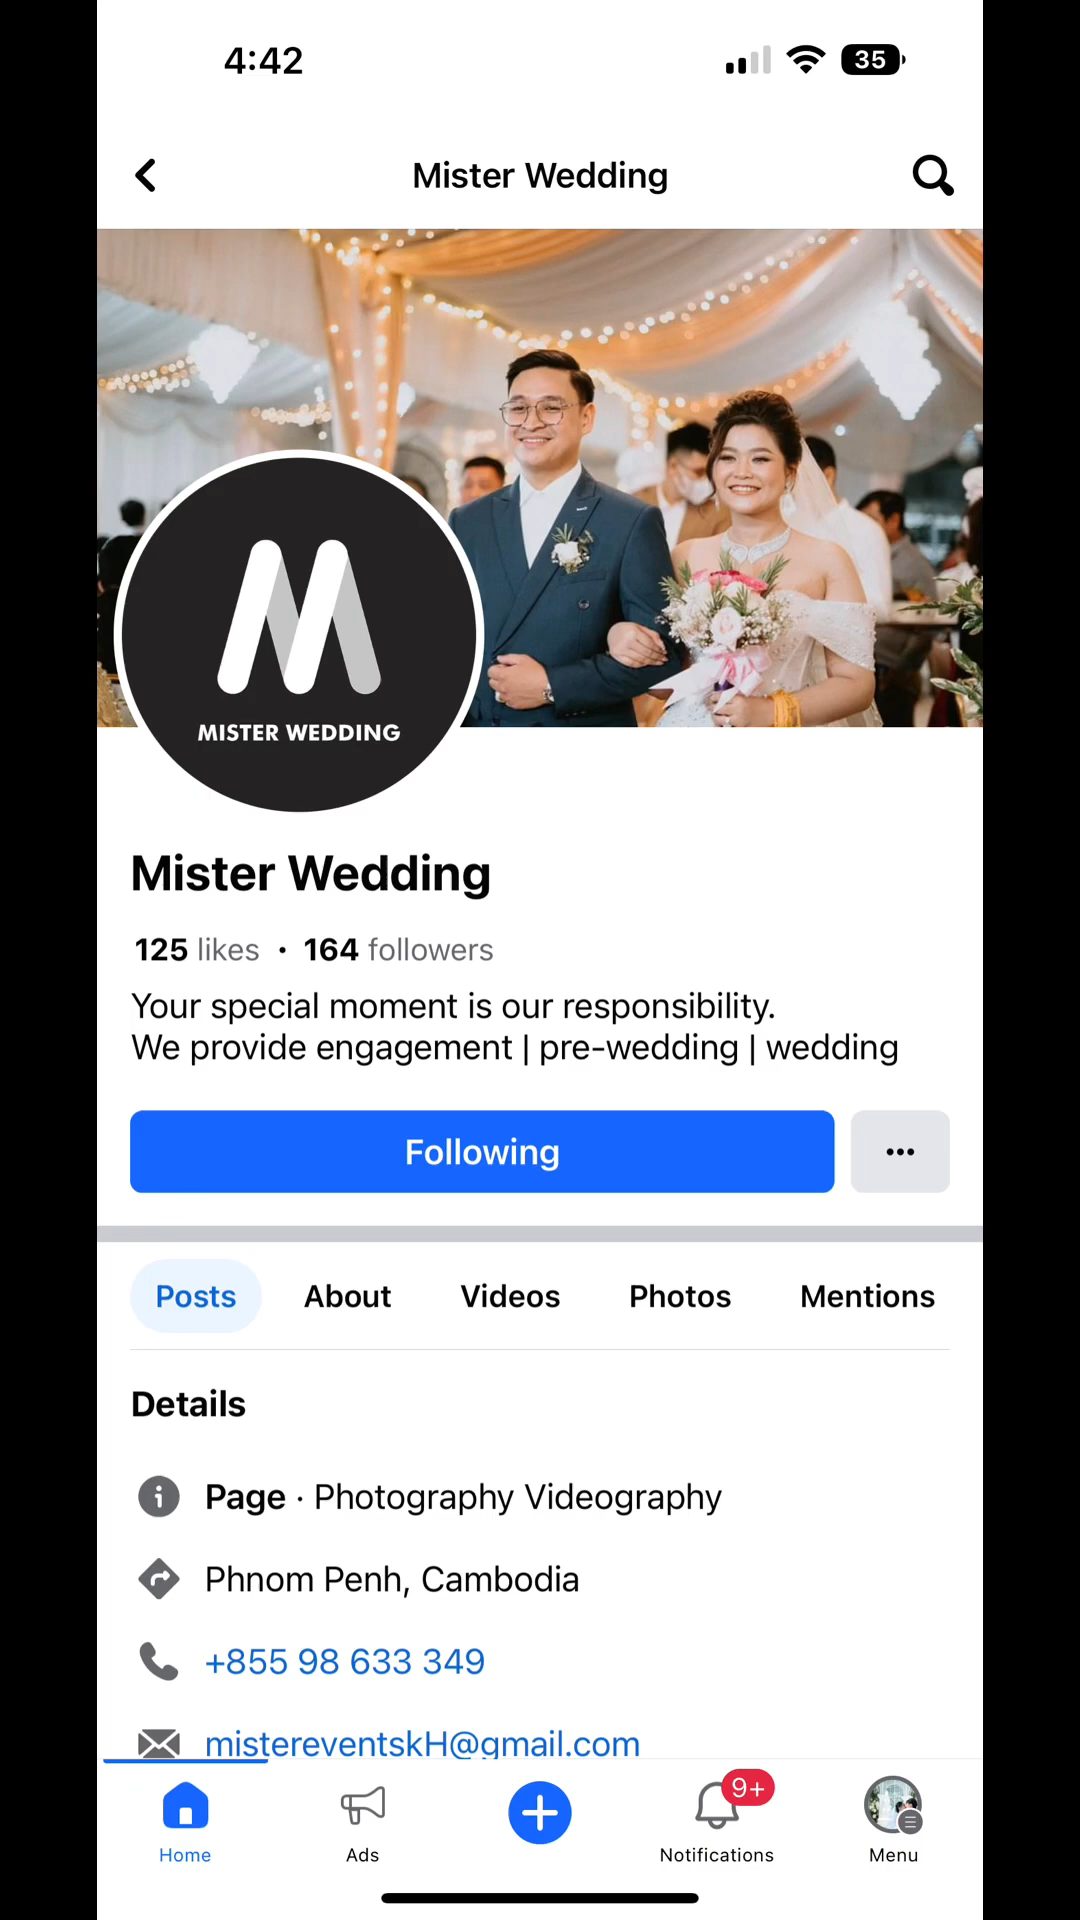 4:42
35
Mister Wedding
MISTER WEDDING
Mister Wedding
125 likes · 164 followers
Your special moment is our responsibility.
We provide engagement | pre-wedding | wedding
Following
Posts About Videos Photos Mentions
Details
Page · Photography Videography
Phnom Penh, Cambodia
+855 98 633 349
mistereventskH@gmail.com
9+
Home Ads Notifications Menu